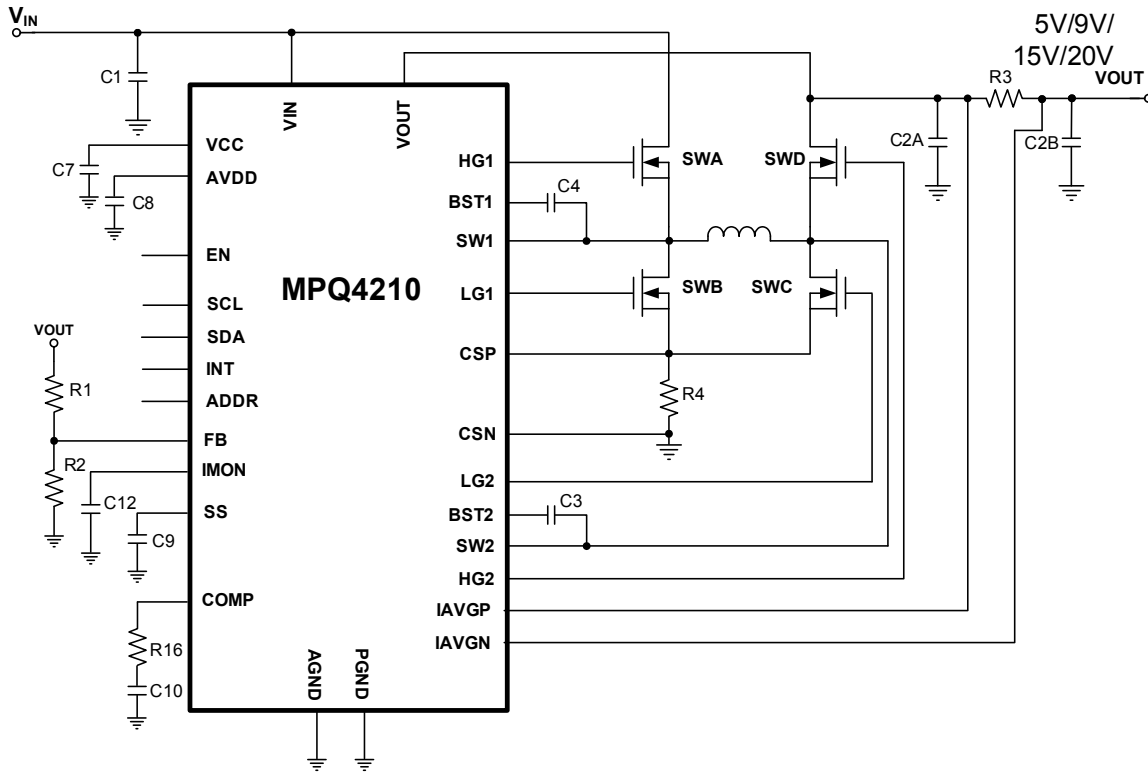 VIN
5V/9V/
15V/20V
C1
R3
VOUT
VIN
VOUT
C2A
C2B
VCC
C7
HG1
SWA
SWD
AVDD
C8
C4
BST1
SW1
EN
MPQ4210
LG1
SWB
SWC
SCL
VOUT
SDA
CSP
INT
R1
R4
ADDR
FB
CSN
R2
IMON
LG2
C12
C3
SS
BST2
C9
SW2
HG2
COMP
IAVGP
R16
IAVGN
AGND
PGND
C10